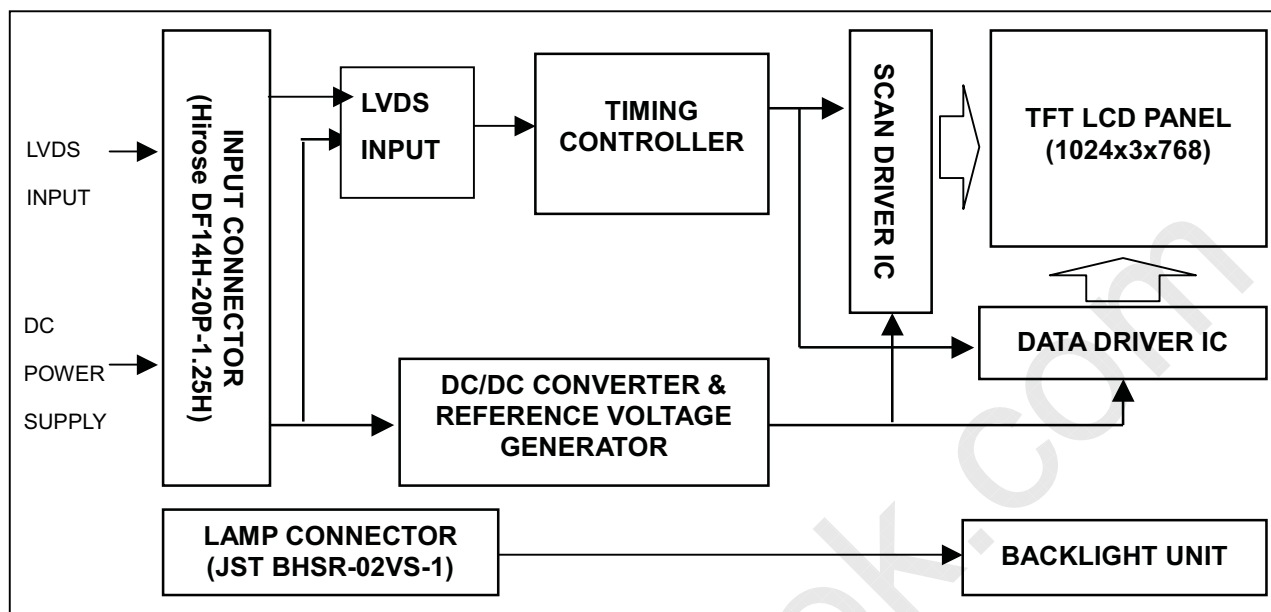 LVDS
INPUT
DC
POWER
SUPPLY
INPUT CONNECTOR
(Hirose DF14H-20P-1.25H)
LVDS
INPUT
TIMING
CONTROLLER
SCAN DRIVER IC
TFT LCD PANEL
(1024x3x768)
DATA DRIVER IC
DC/DC CONVERTER &
REFERENCE VOLTAGE
GENERATOR
LAMP CONNECTOR
(JST BHSR-02VS-1)
BACKLIGHT UNIT
k.com